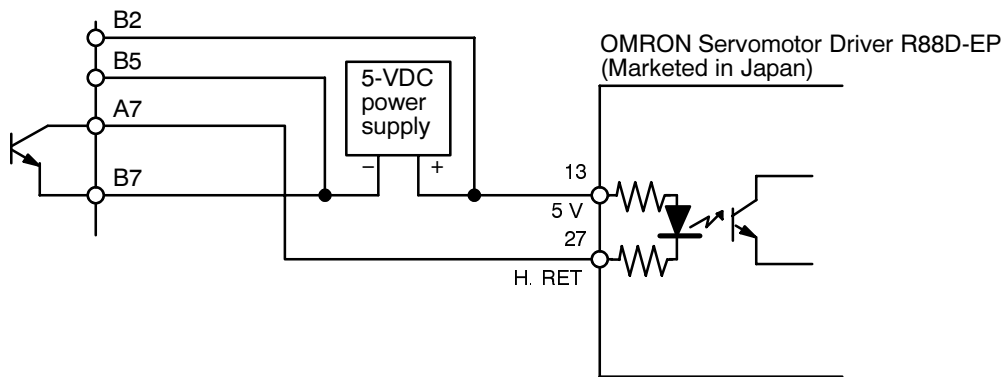 B2
B5
A7
B7
5-VDC
power
supply
–
+
OMRON Servomotor Driver R88D-EP
(Marketed in Japan)
13
5 V
27
H. RET